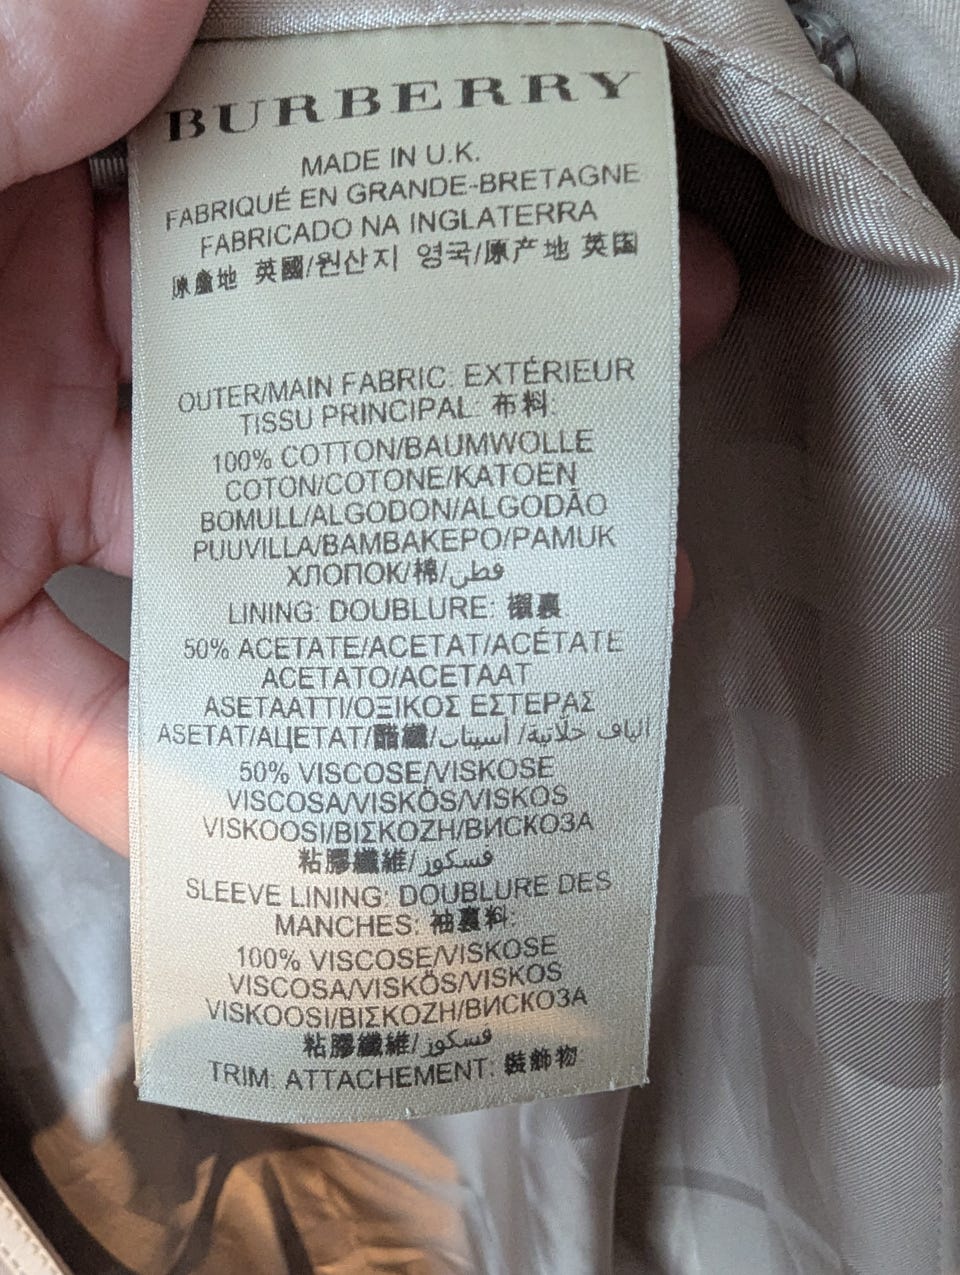 BURBERRY
MADE IN U.K.
FABRIQUÉ EN GRANDE-BRETAGNE
FABRICADO NA INGLATERRA
原產地 英國/원산지 영국/原产地 英国
OUTER/MAIN FABRIC: EXTÉRIEUR
TISSU PRINCIPAL: 布料:
100% COTTON/BAUMWOLLE
COTON/COTONE/KATOEN
BOMULL/ALGODON/ALGODÃO
PUUVILLA/BAMBAKEPO/PAMUK
ХЛОПОК/棉/قطن
LINING: DOUBLURE: 襯裏
50% ACETATE/ACETAT/ACÉTATE
ACETATO/ACETAAT
ASETAATTI/ΟΞΙΚΟΣ ΕΣΤΕΡΑΣ
ASETAT/АЦЕТАТ/醋纖/الياف خلاتية/ أسيتات
50% VISCOSE/VISKOSE
VISCOSA/VISKÖS/VISKOS
VISKOOSI/ΒΙΣΚΟΖΗ/ВИСКОЗА
粘膠纖維/فسكوز
SLEEVE LINING: DOUBLURE DES
MANCHES: 袖裏料:
100% VISCOSE/VISKOSE
VISCOSA/VISKÖS/VISKOS
VISKOOSI/ΒΙΣΚΟΖΗ/ВИСКОЗА
粘膠纖維/فسكوز
TRIM: ATTACHEMENT: 裝飾物